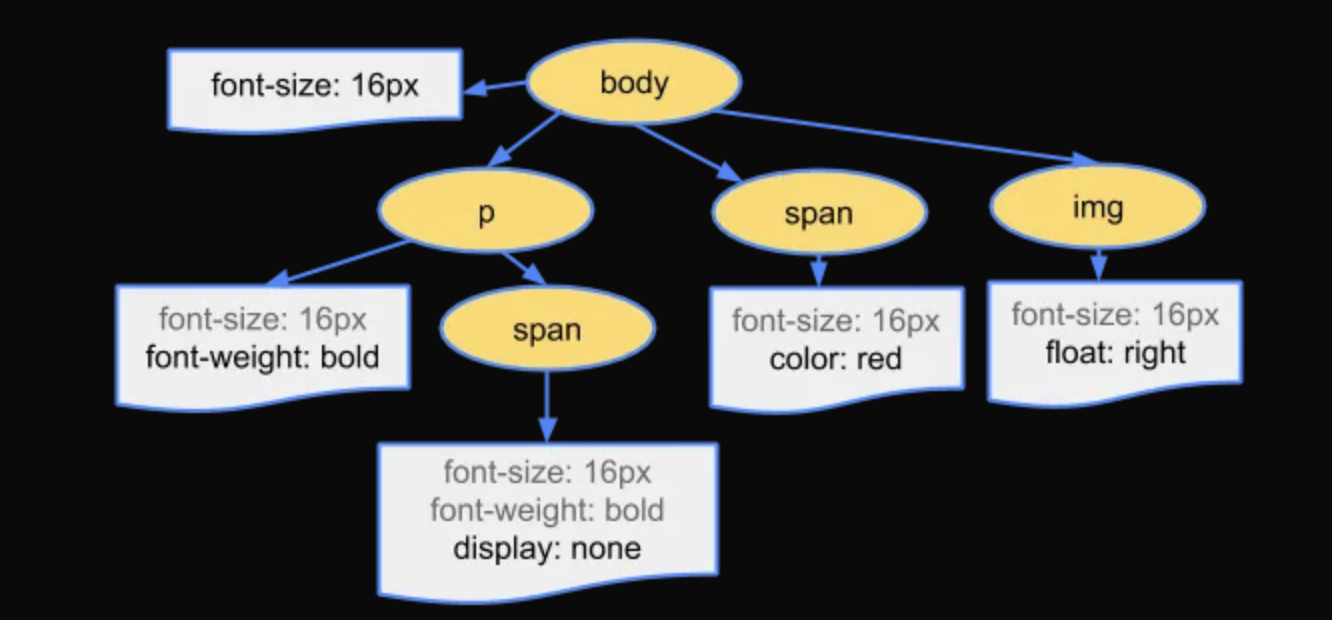 body
font-size: 16px
p
span
img
font-size: 16px
font-weight: bold
span
font-size: 16px
color: red
font-size: 16px
float: right
font-size: 16px
font-weight: bold
display: none